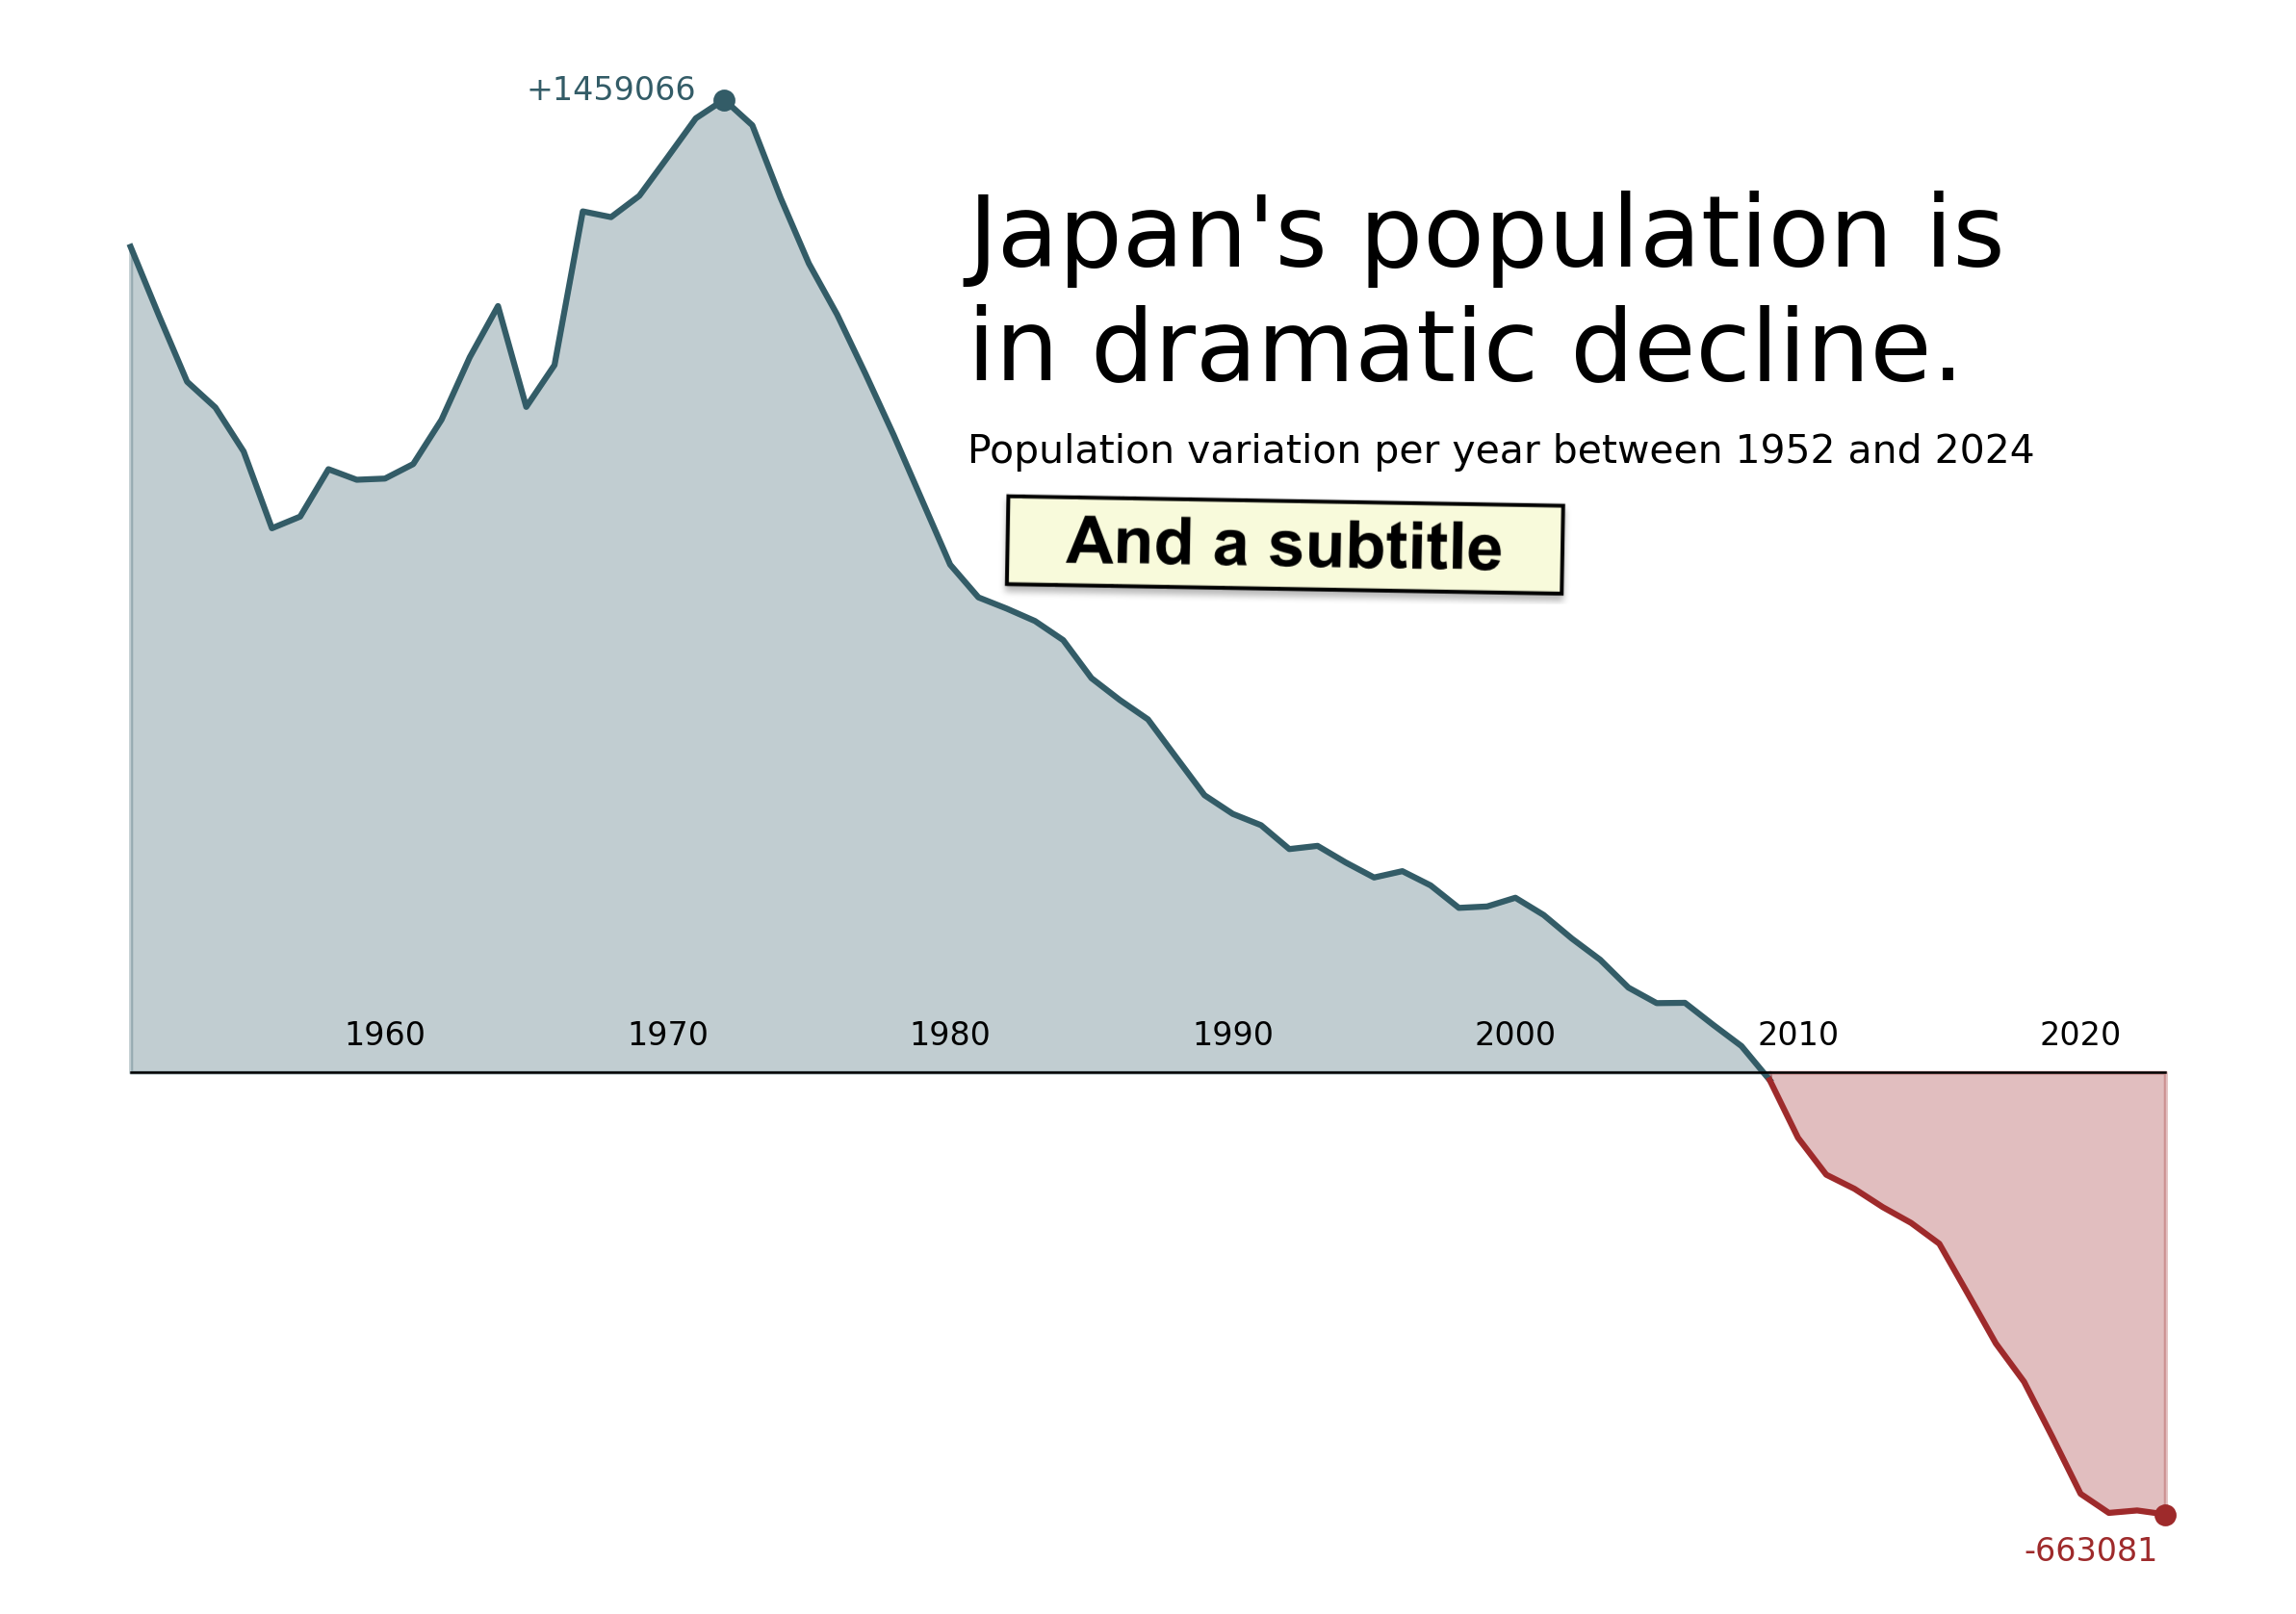 +1459066
Japan's population is
in dramatic decline.
Population variation per year between 1952 and 2024
And a subtitle
1960 1970 1980 1990 2000 2010 2020
-663081